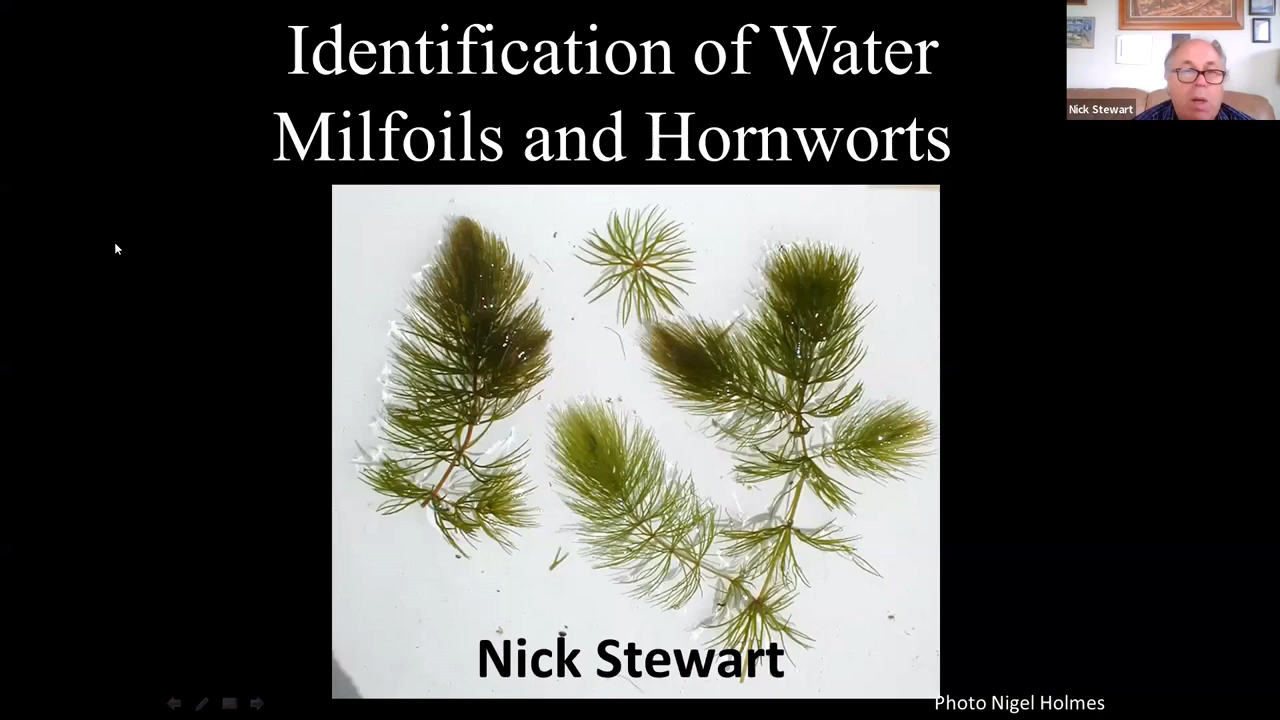 Identification of Water
Milfoils and Hornworts
Nick Stewart
Nick Stewart
Photo Nigel Holmes